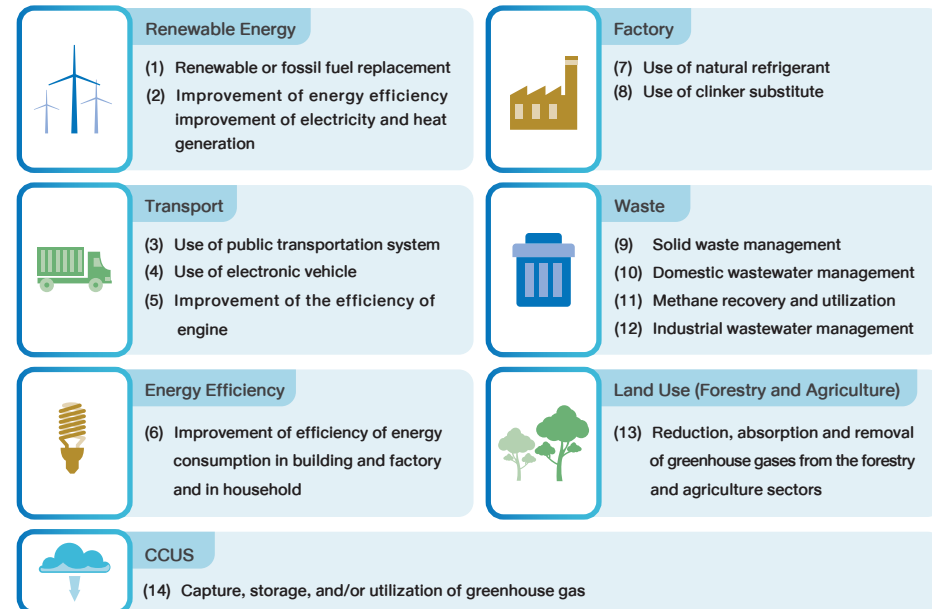 Renewable Energy
(1) Renewable or fossil fuel replacement
(2) Improvement of energy efficiency
improvement of electricity and heat
generation
Factory
(7) Use of natural refrigerant
(8) Use of clinker substitute
Transport
(3) Use of public transportation system
(4) Use of electronic vehicle
(5) Improvement of the efficiency of
engine
Waste
(9) Solid waste management
(10) Domestic wastewater management
(11) Methane recovery and utilization
(12) Industrial wastewater management
Energy Efficiency
(6) Improvement of efficiency of energy
consumption in building and factory
and in household
Land Use (Forestry and Agriculture)
(13) Reduction, absorption and removal
of greenhouse gases from the forestry
and agriculture sectors
CCUS
(14) Capture, storage, and/or utilization of greenhouse gas